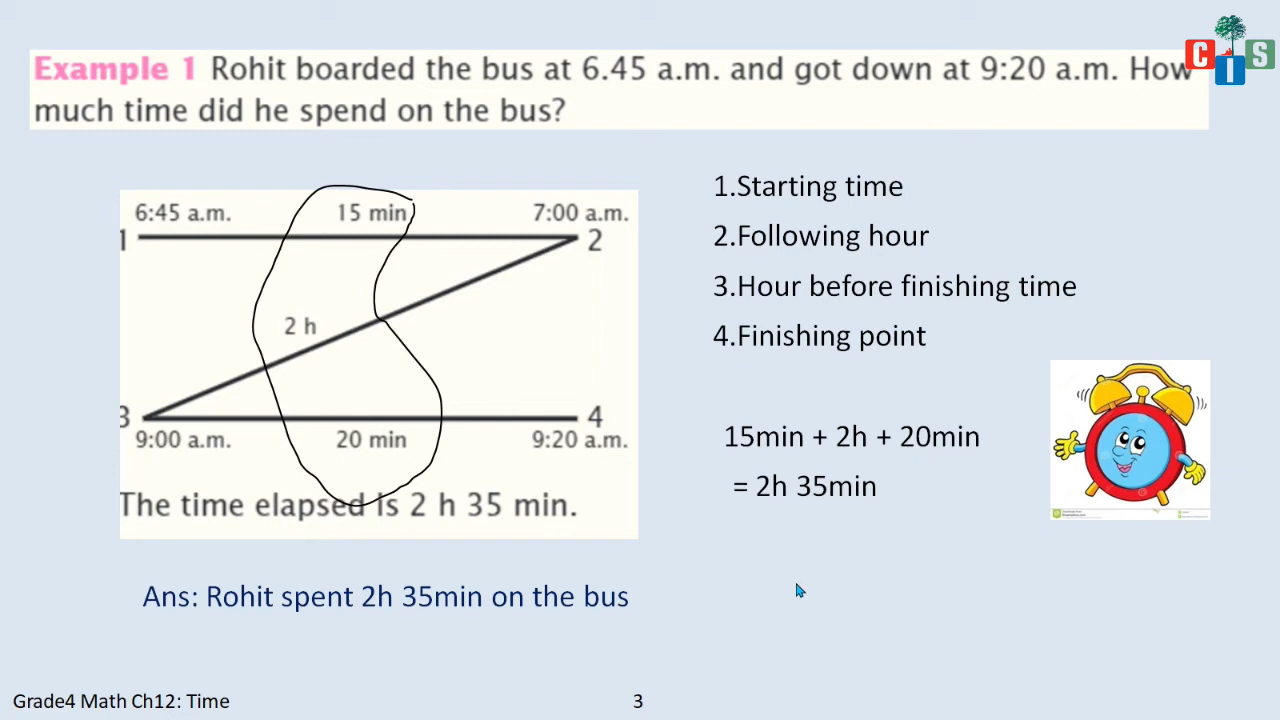 CIS
Example 1 Rohit boarded the bus at 6.45 a.m. and got down at 9:20 a.m. How
much time did he spend on the bus?
6:45 a.m. 15 min 7:00 a.m.
1 2
2 h
3 4
9:00 a.m. 20 min 9:20 a.m.
The time elapsed is 2 h 35 min.
1.Starting time
2.Following hour
3.Hour before finishing time
4.Finishing point
15min + 2h + 20min
= 2h 35min
Ans: Rohit spent 2h 35min on the bus
Grade4 Math Ch12: Time 3